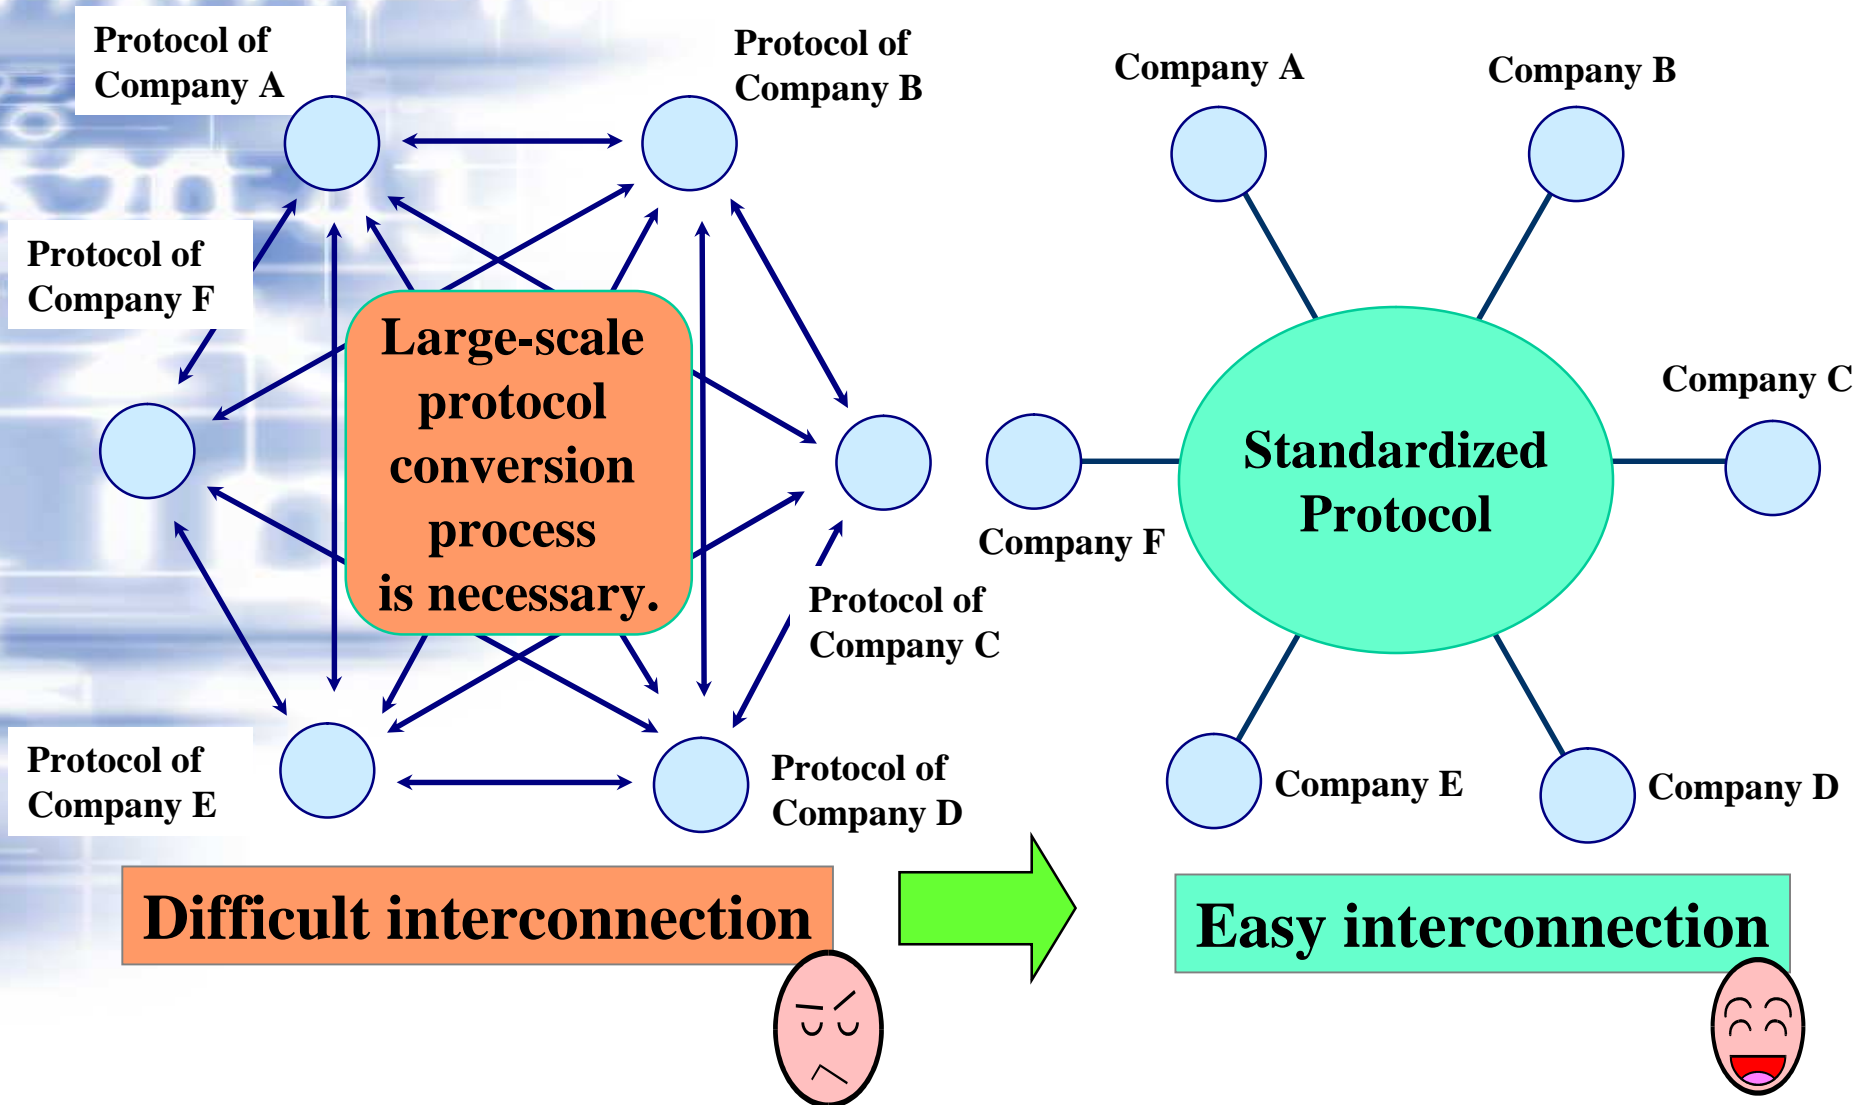 Protocol of
Company A
Protocol of
Company B
Protocol of
Company F
Large-scale
protocol
conversion
process
is necessary.
Protocol of
Company C
Protocol of
Company E
Protocol of
Company D
Difficult interconnection
Company A
Company B
Company C
Standardized
Protocol
Company F
Company E
Company D
Easy interconnection